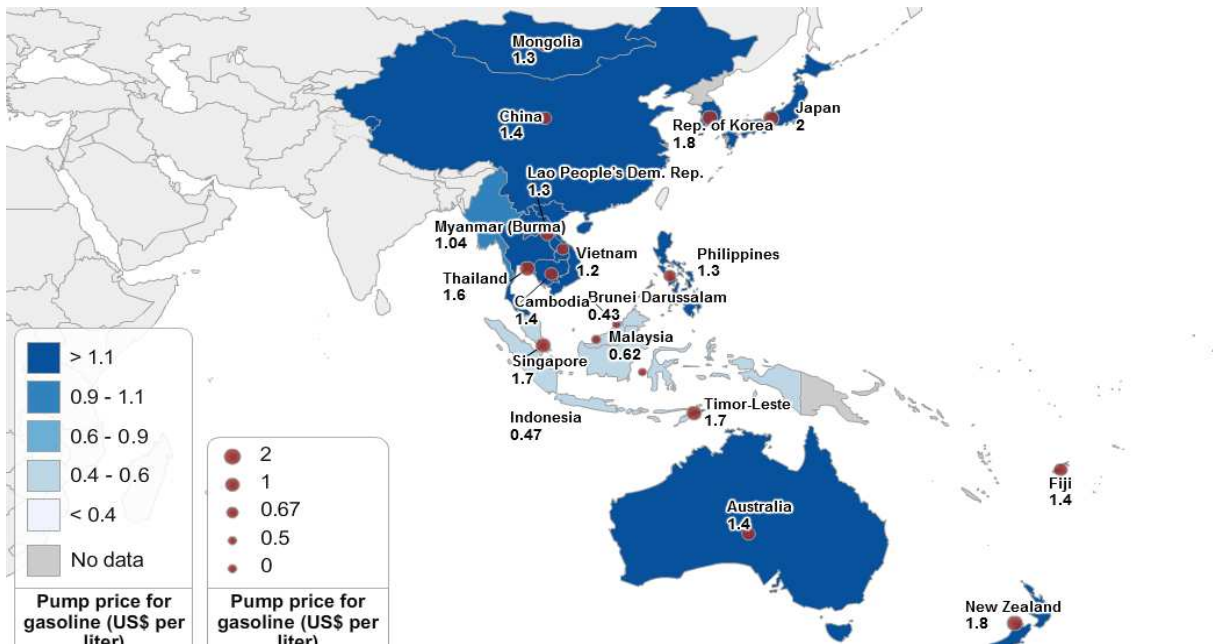 Mongolia
1.3
China
1.4
Japan
2
Rep. of Korea
1.8
Lao People's Dem. Rep.
1.3
Myanmar (Burma)
1.04
Vietnam
1.2
Philippines
1.3
Thailand
1.6
Cambodia
1.4
Brunei Darussalam
0.43
Malaysia
0.62
Singapore
1.7
Indonesia
0.47
Timor-Leste
1.7
Fiji
1.4
Australia
1.4
New Zealand
1.8
> 1.1
0.9 - 1.1
0.6 - 0.9
0.4 - 0.6
< 0.4
No data
Pump price for
gasoline (US$ per
liter)
2
1
0.67
0.5
0
Pump price for
gasoline (US$ per
liter)